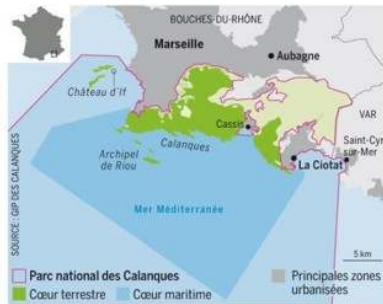 BOUCHES-DU-RHÔNE
Marseille
Aubagne
Château d'If
VAR
Cassis
Saint-Cyr-
sur-Mer
Calanques
Archipel
de Riou
La Ciotat
Mer Méditerranée
SOURCE : GIP DES CALANQUES
5 km
Parc national des Calanques
Cœur terrestre
Cœur maritime
Principales zones
urbanisées